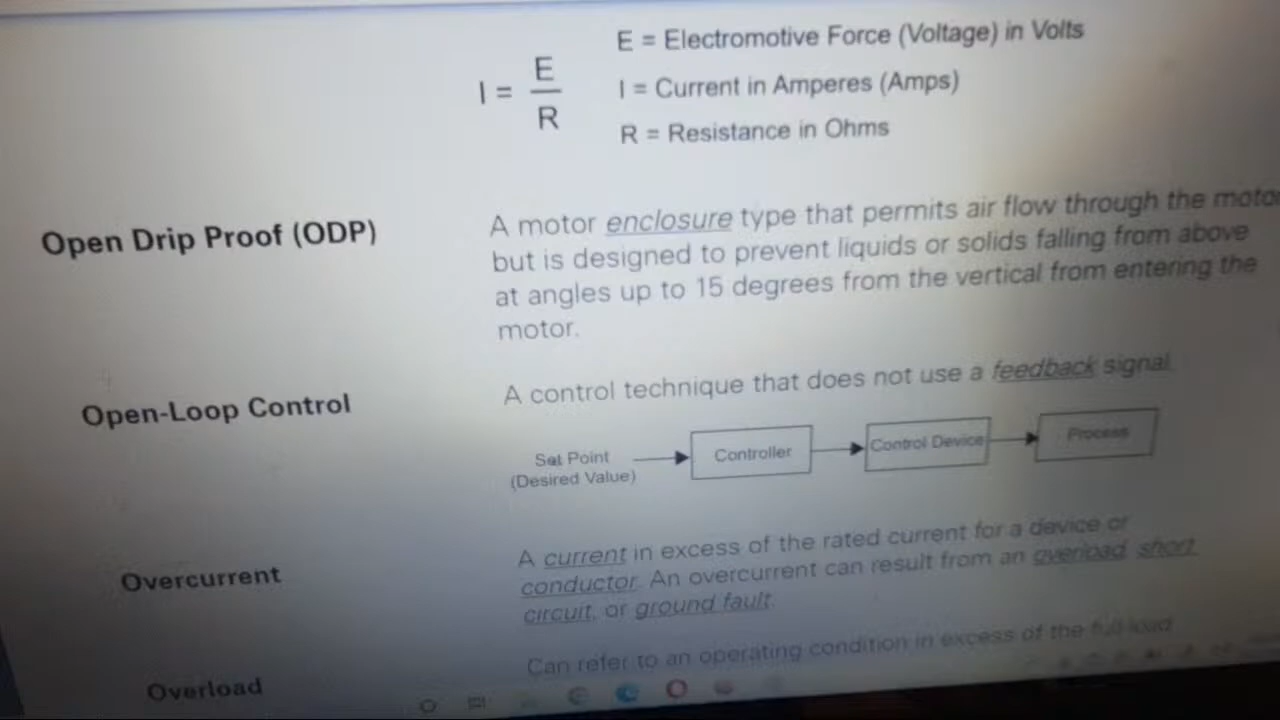 E = Electromotive Force (Voltage) in Volts
I = E
R
I = Current in Amperes (Amps)
R = Resistance in Ohms
Open Drip Proof (ODP)
A motor enclosure type that permits air flow through the moto
but is designed to prevent liquids or solids falling from above
at angles up to 15 degrees from the vertical from entering the
motor.
Open-Loop Control
A control technique that does not use a feedback signal.
Set Point
(Desired Value)
Controller
Control Device
Process
Overcurrent
A current in excess of the rated current for a device or
conductor. An overcurrent can result from an overload, short
circuit, or ground fault.
Overload
Can refer to an operating condition in excess of the full-load